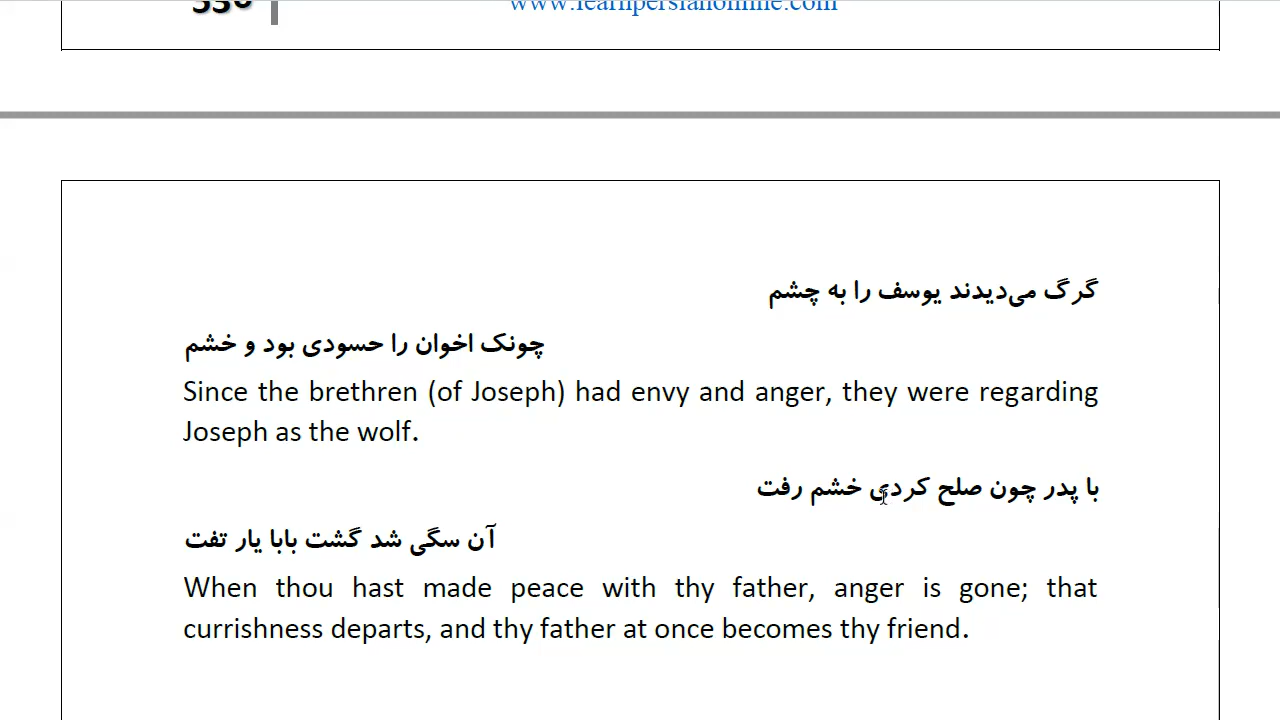 336
www.learnpersianonline.com
گرگ می‌دیدند یوسف را به چشم
چونک اخوان را حسودی بود و خشم
Since the brethren (of Joseph) had envy and anger, they were regarding
Joseph as the wolf.
با پدر چون صلح کردی خشم رفت
آن سگی شد گشت بابا یار تفت
When thou hast made peace with thy father, anger is gone; that
currishness departs, and thy father at once becomes thy friend.